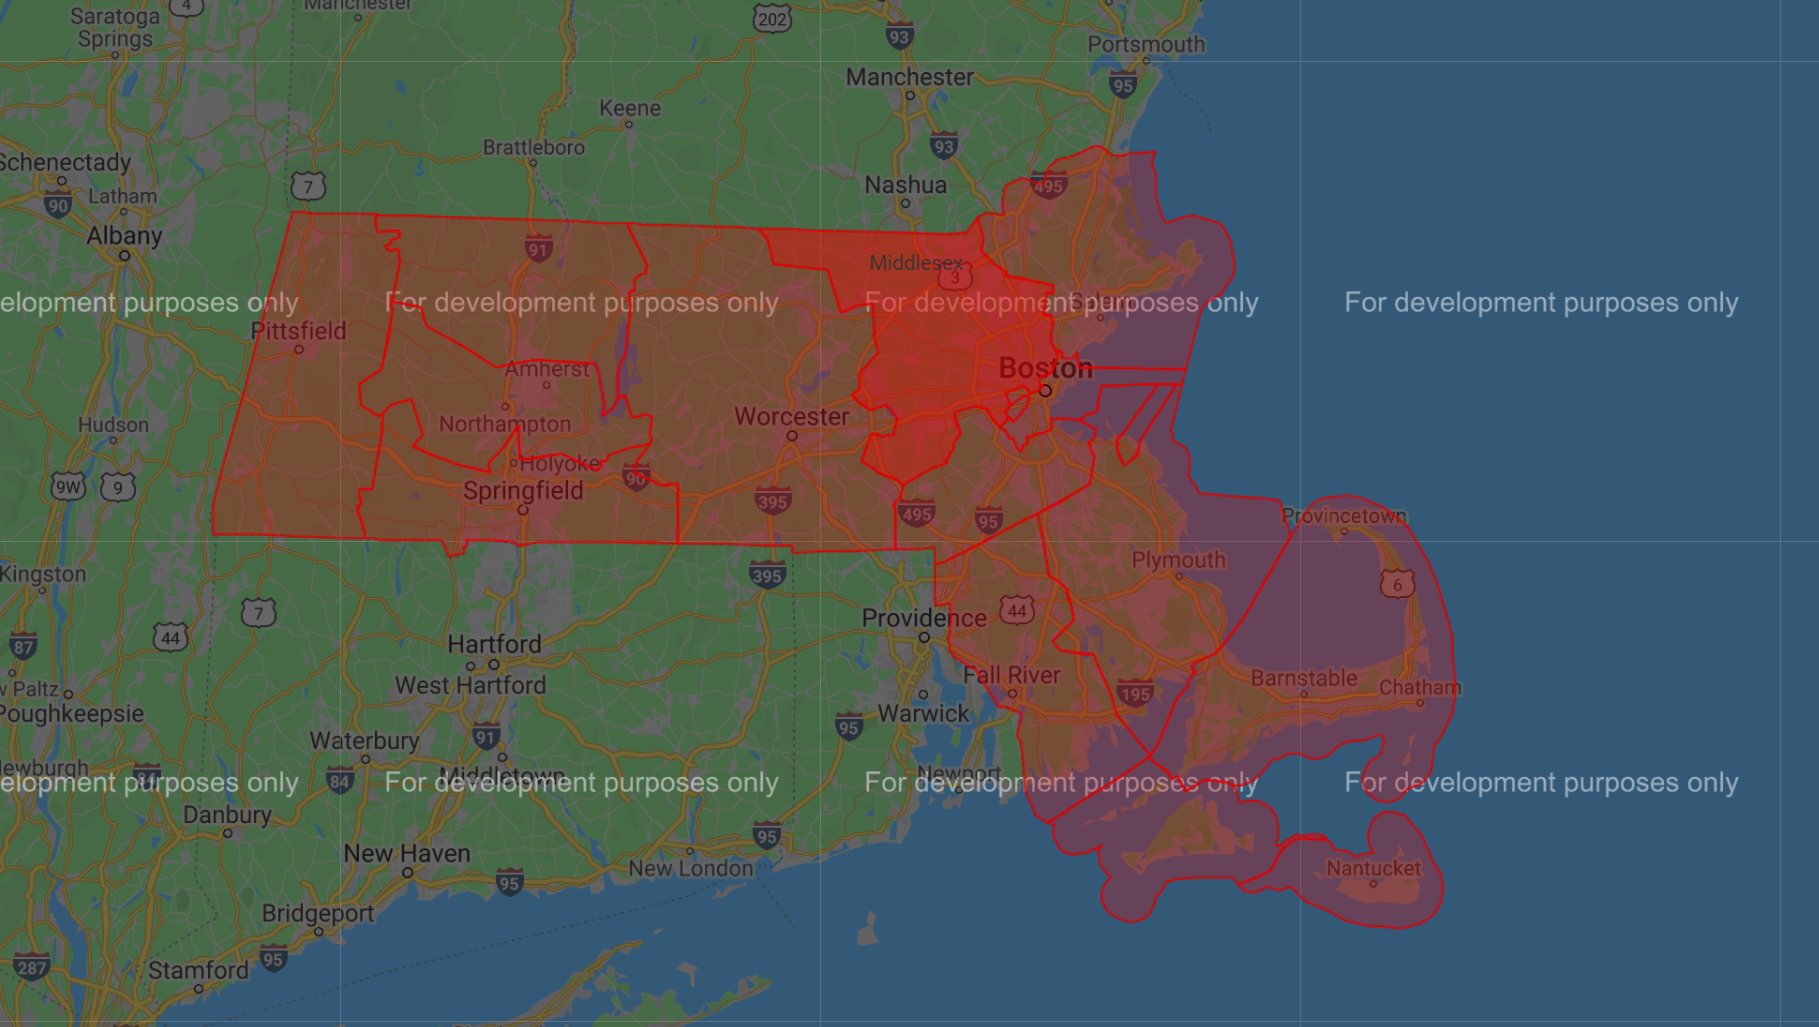 Saratoga
Springs
4
Manchester
202
93
Portsmouth
95
Manchester
Keene
Brattleboro
93
Schenectady
90
Latham
7
Nashua
495
Albany
91
Middlesex
3
elopment purposes only
For development purposes only
For development purposes only
For development purposes only
Salem
Pittsfield
Amherst
Boston
Hudson
Northampton
Worcester
Holyoke
9W
9
Springfield
90
395
495
95
Provincetown
Kingston
395
Plymouth
6
7
44
44
Providence
87
Hartford
w Paltz
West Hartford
Fall River
195
Barnstable
Chatham
Poughkeepsie
Warwick
95
91
Waterbury
ewburgh
84
84
Middletown
Newport
elopment purposes only
For development purposes only
For development purposes only
For development purposes only
Danbury
95
New Haven
New London
95
Nantucket
Bridgeport
95
287
Stamford